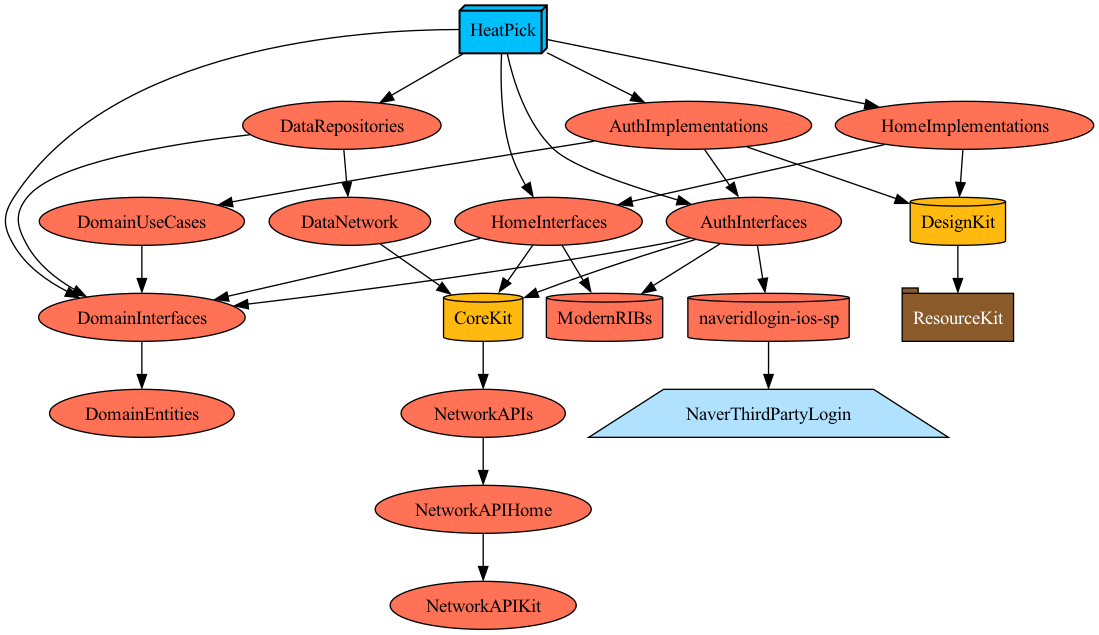 HeatPick
DataRepositories
AuthImplementations
HomeImplementations
DomainUseCases
DataNetwork
HomeInterfaces
AuthInterfaces
DesignKit
DomainInterfaces
CoreKit
ModernRIBs
naveridlogin-ios-sp
ResourceKit
DomainEntities
NetworkAPIs
NaverThirdPartyLogin
NetworkAPIHome
NetworkAPIKit